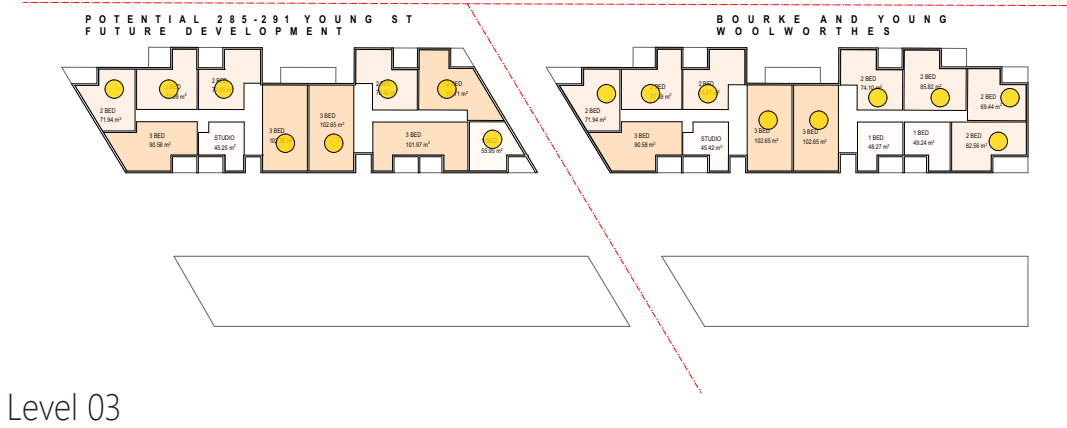 POTENTIAL 285-291 YOUNG ST
FUTURE DEVELOPMENT
BOURKE AND YOUNG
WOOLWORTHES
2 BED
71.94 m²
3 BED
90.58 m²
STUDIO
45.25 m²
3 BED
3 BED
102.65 m²
3 BED
101.97 m²
55.95 m²
2 BED
71.94 m²
3 BED
90.58 m²
STUDIO
45.42 m²
3 BED
102.65 m²
3 BED
102.65 m²
2 BED
74.10 m²
2 BED
85.82 m²
2 BED
69.44 m²
1 BED
48.27 m²
1 BED
49.24 m²
2 BED
82.56 m²
Level 03